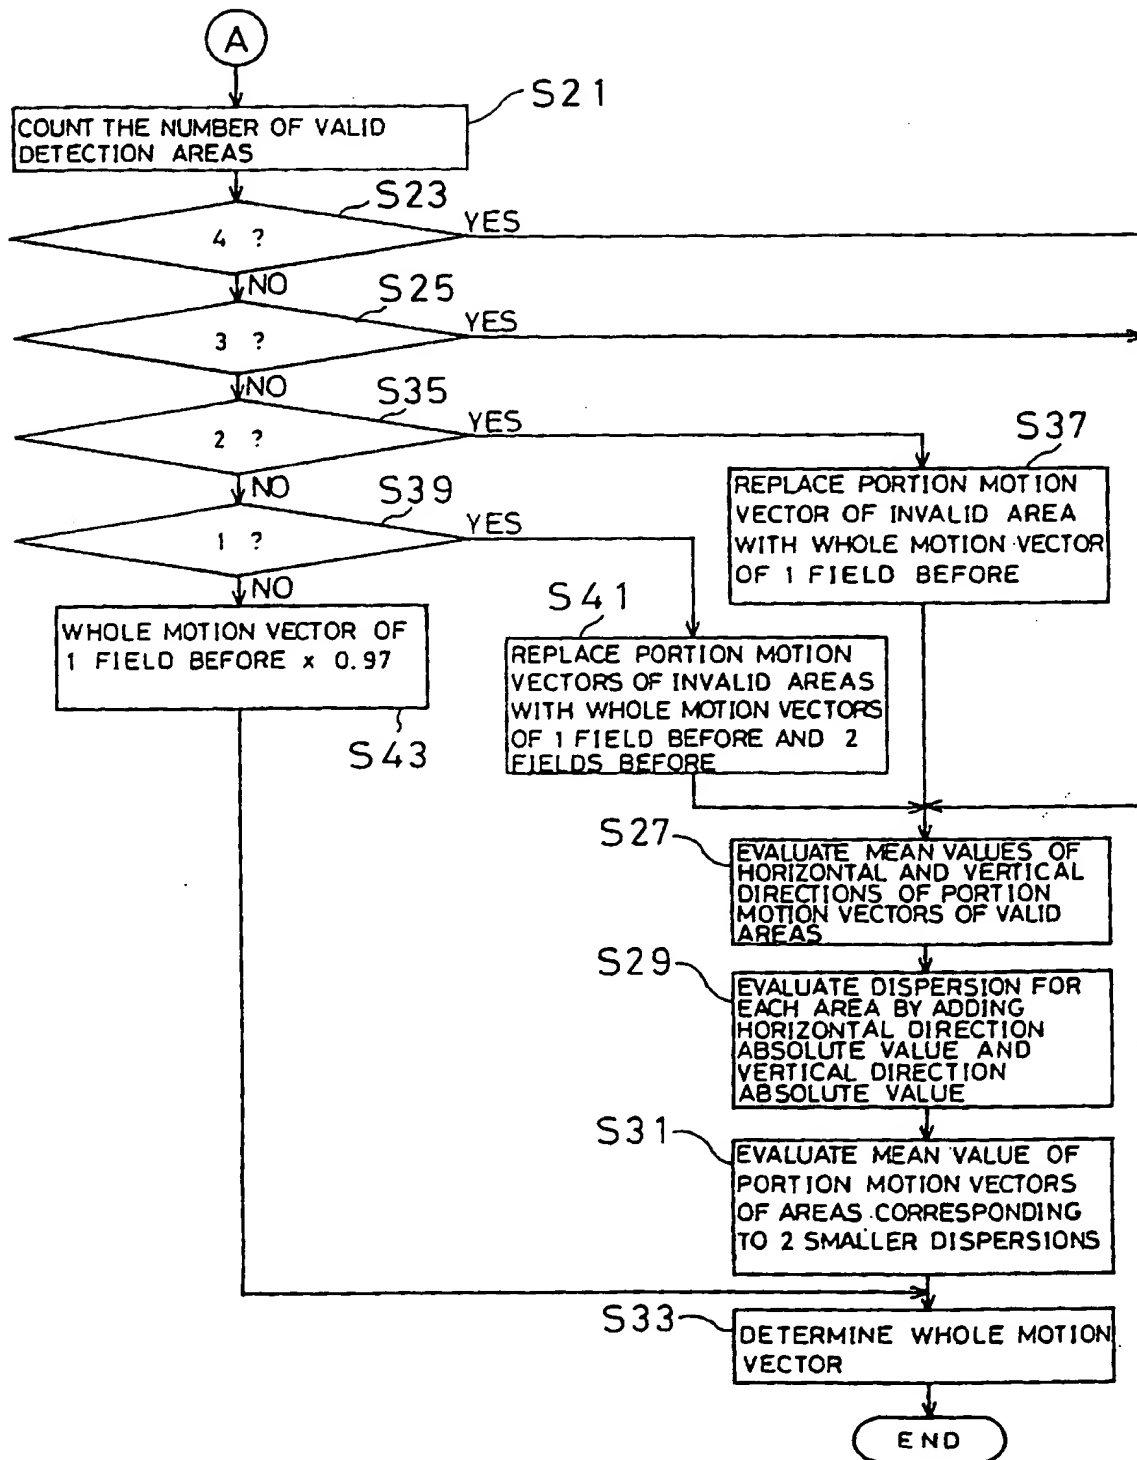 A
S21
COUNT THE NUMBER OF VALID
DETECTION AREAS
S23
4 ?
YES
NO
S25
3 ?
YES
NO
S35
2 ?
YES
NO
S37
REPLACE PORTION MOTION
VECTOR OF INVALID AREA
WITH WHOLE MOTION VECTOR
OF 1 FIELD BEFORE
S39
1 ?
YES
NO
S41
REPLACE PORTION MOTION
VECTORS OF INVALID AREAS
WITH WHOLE MOTION VECTORS
OF 1 FIELD BEFORE AND 2
FIELDS BEFORE
WHOLE MOTION VECTOR OF
1 FIELD BEFORE x 0.97
S43
S27
EVALUATE MEAN VALUES OF
HORIZONTAL AND VERTICAL
DIRECTIONS OF PORTION
MOTION VECTORS OF VALID
AREAS
S29
EVALUATE DISPERSION FOR
EACH AREA BY ADDING
HORIZONTAL DIRECTION
ABSOLUTE VALUE AND
VERTICAL DIRECTION
ABSOLUTE VALUE
S31
EVALUATE MEAN VALUE OF
PORTION MOTION VECTORS
OF AREAS CORRESPONDING
TO 2 SMALLER DISPERSIONS
S33
DETERMINE WHOLE MOTION
VECTOR
END